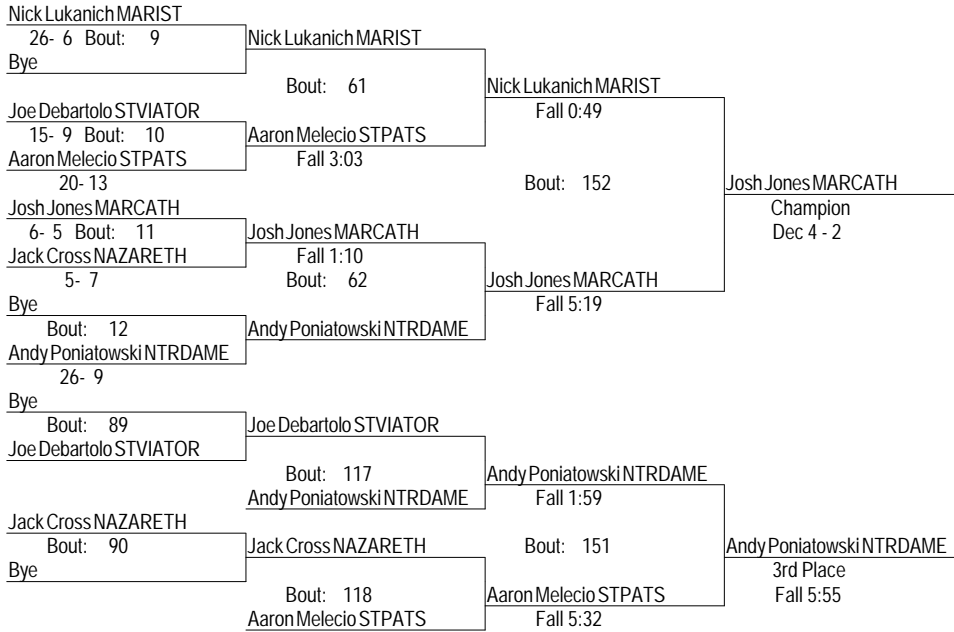 Nick Lukanich MARIST
26- 6 Bout: 9
Nick Lukanich MARIST
Bye
Bout: 61
Nick Lukanich MARIST
Joe Debartolo STVIATOR
Fall 0:49
15- 9 Bout: 10
Aaron Melecio STPATS
Aaron Melecio STPATS
Fall 3:03
20- 13
Bout: 152
Josh Jones MARCATH
Josh Jones MARCATH
Champion
6- 5 Bout: 11
Josh Jones MARCATH
Dec 4 - 2
Jack Cross NAZARETH
Fall 1:10
5- 7
Bout: 62
Josh Jones MARCATH
Bye
Fall 5:19
Bout: 12
Andy Poniatowski NTRDAME
Andy Poniatowski NTRDAME
26- 9
Bye
Bout: 89
Joe Debartolo STVIATOR
Joe Debartolo STVIATOR
Bout: 117
Andy Poniatowski NTRDAME
Andy Poniatowski NTRDAME
Fall 1:59
Jack Cross NAZARETH
Bout: 90
Jack Cross NAZARETH
Bout: 151
Andy Poniatowski NTRDAME
Bye
3rd Place
Bout: 118
Aaron Melecio STPATS
Fall 5:55
Aaron Melecio STPATS
Fall 5:32